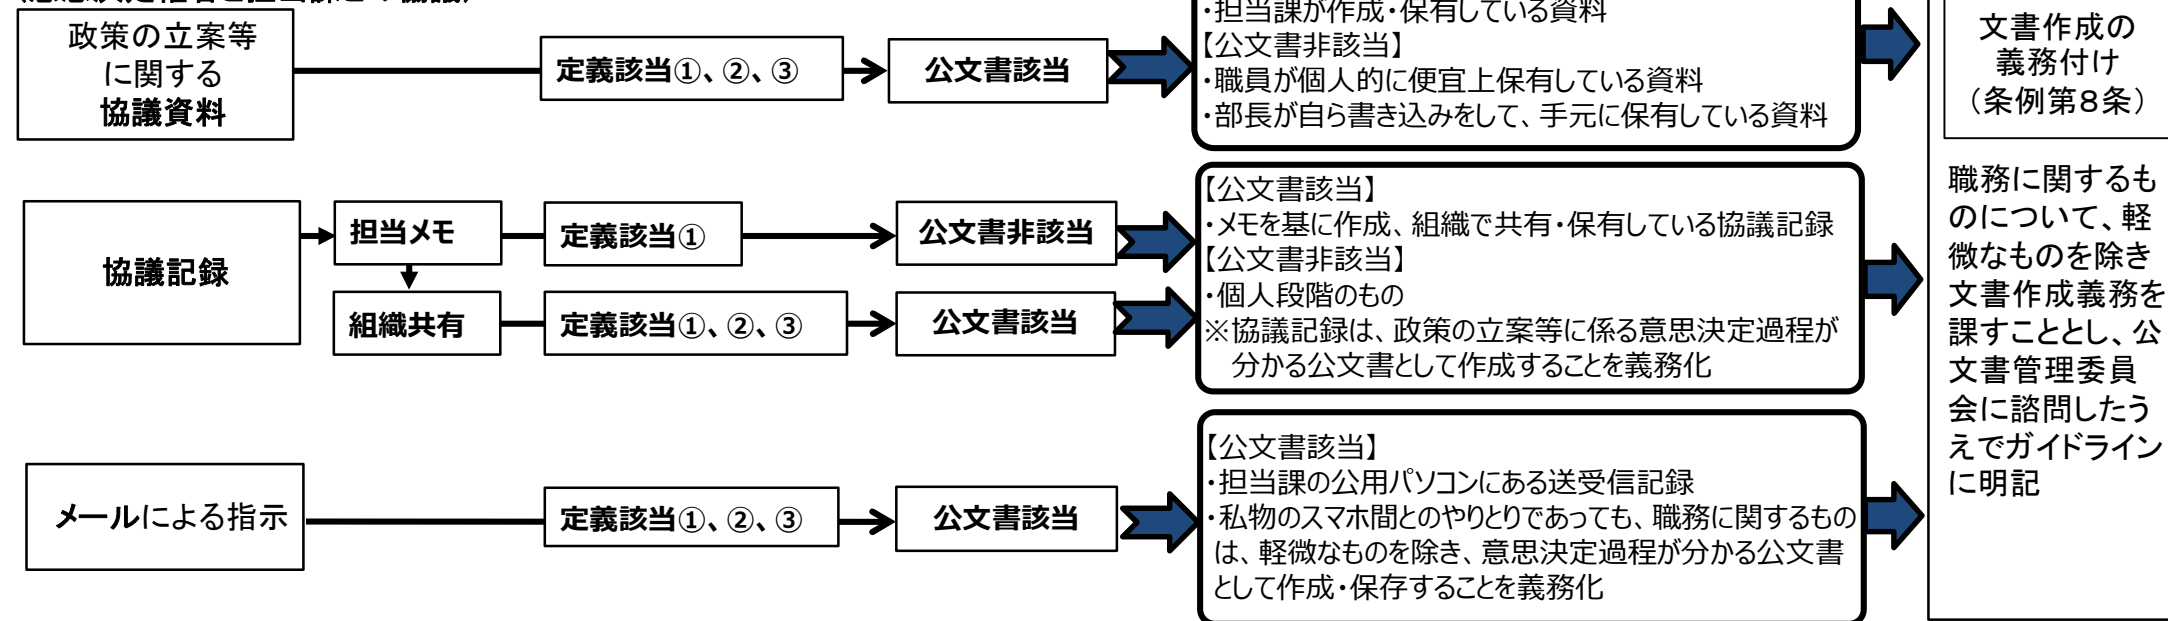 政策の立案等
に関する
協議資料
定義該当①、②、③
公文書該当
・担当課が作成・保有している資料
【公文書非該当】
・職員が個人的に便宜上保有している資料
・部長が自ら書き込みをして、手元に保有している資料
協議記録
担当メモ
定義該当①
公文書非該当
組織共有
定義該当①、②、③
公文書該当
【公文書該当】
・メモを基に作成、組織で共有・保有している協議記録
【公文書非該当】
・個人段階のもの
※協議記録は、政策の立案等に係る意思決定過程が
分かる公文書として作成することを義務化
メールによる指示
定義該当①、②、③
公文書該当
【公文書該当】
・担当課の公用パソコンにある送受信記録
・私物のスマホ間とのやりとりであっても、職務に関するもの
は、軽微なものを除き、意思決定過程が分かる公文書
として作成・保存することを義務化
文書作成の
義務付け
（条例第８条）
職務に関するも
のについて、軽
微なものを除き
文書作成義務を
課すこととし、公
文書管理委員
会に諮問したう
えでガイドライン
に明記